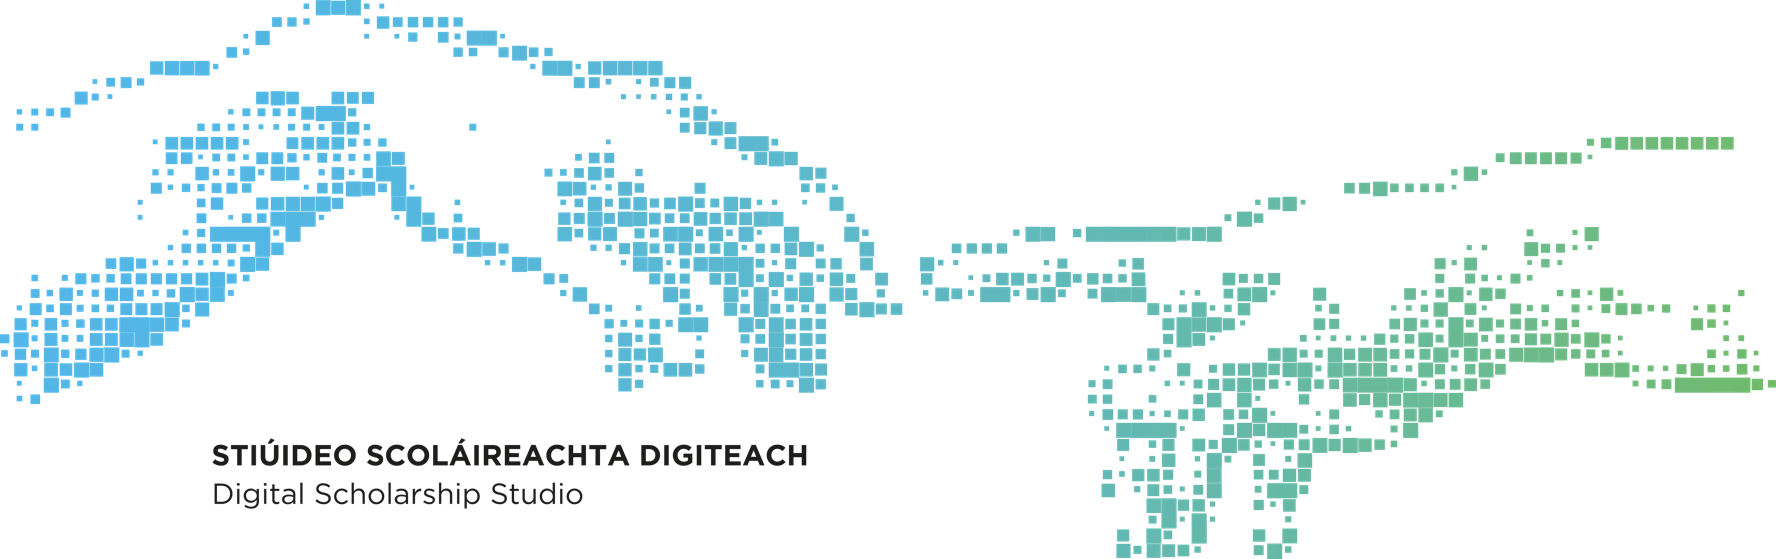 STIÚIDEO SCOLÁIREACHTA DIGITEACH
Digital Scholarship Studio